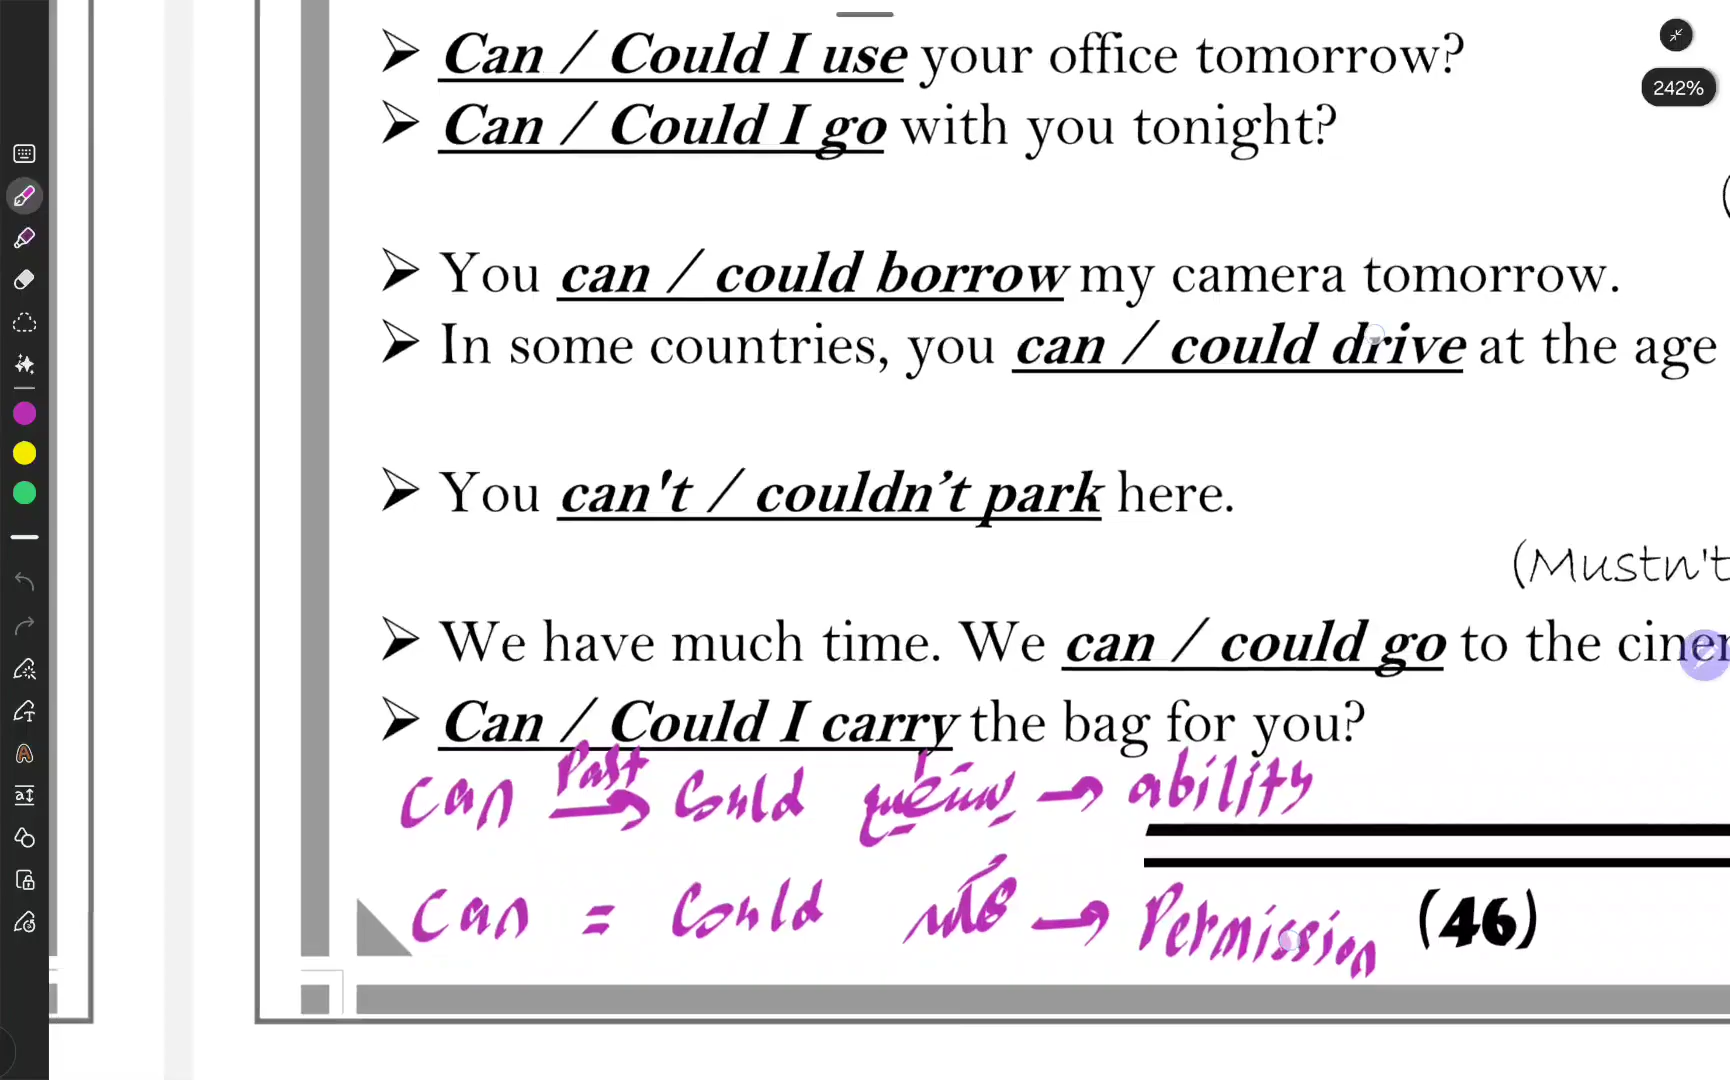 242%
➢ Can / Could I use your office tomorrow?
➢ Can / Could I go with you tonight?
(
➢ You can / could borrow my camera tomorrow.
➢ In some countries, you can / could drive at the age
➢ You can't / couldn’t park here.
(Mustn't
➢ We have much time. We can / could go to the cinem
➢ Can / Could I carry the bag for you?
Can Past → Could → ability
Can = Could → Permission
(46)